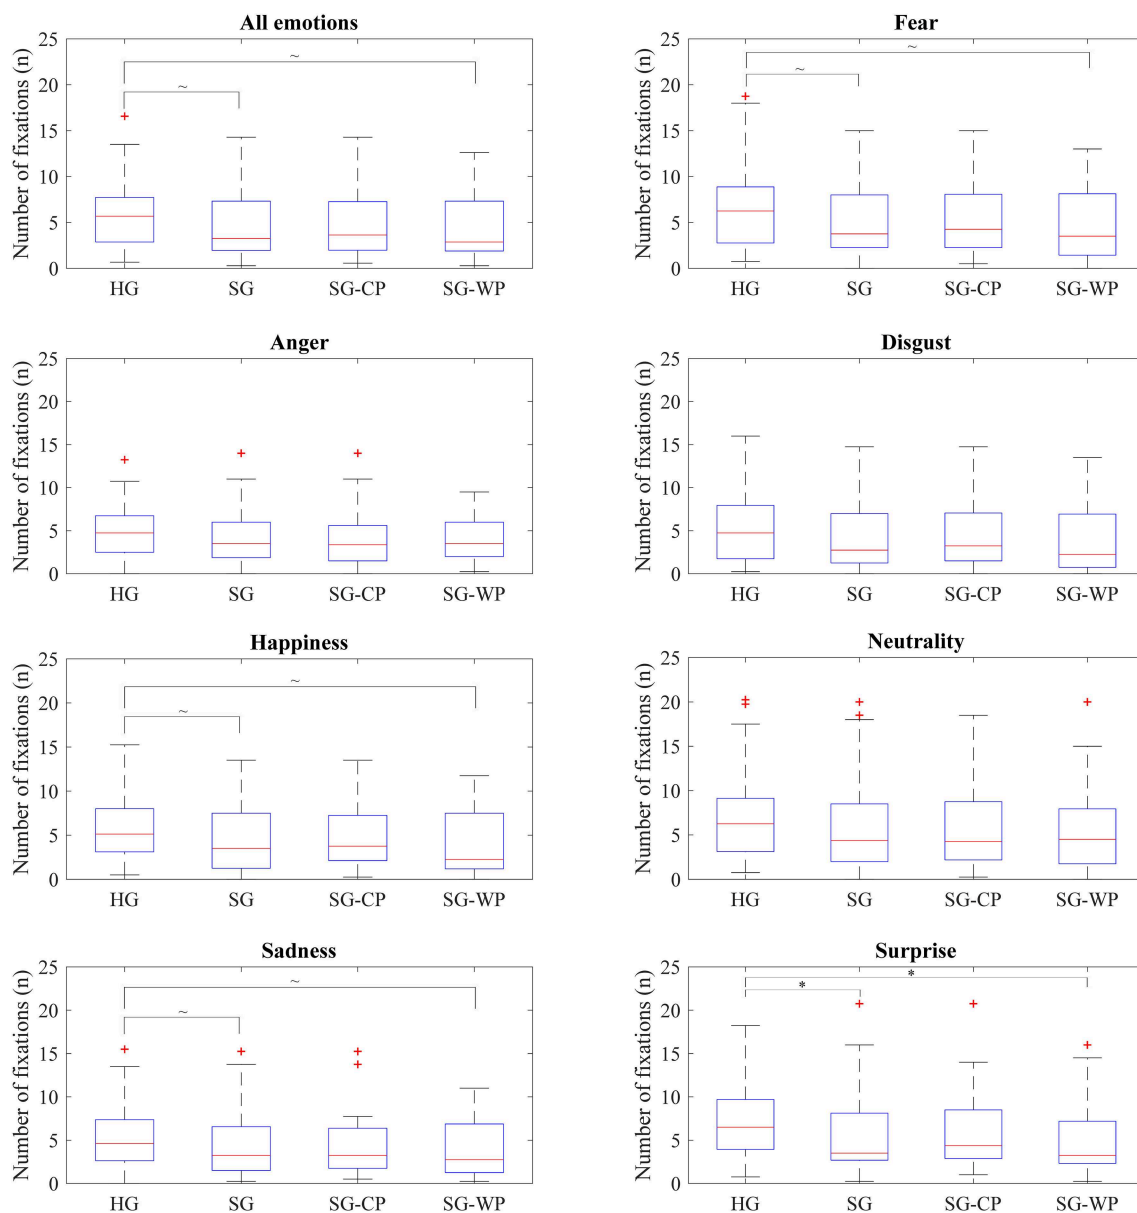 All emotions
Number of fixations (n)
25
20
15
10
5
0
~
~
HG SG SG-CP SG-WP
Fear
Number of fixations (n)
25
20
15
10
5
0
~
~
HG SG SG-CP SG-WP
Anger
Number of fixations (n)
25
20
15
10
5
0
HG SG SG-CP SG-WP
Disgust
Number of fixations (n)
25
20
15
10
5
0
HG SG SG-CP SG-WP
Happiness
Number of fixations (n)
25
20
15
10
5
0
~
~
HG SG SG-CP SG-WP
Neutrality
Number of fixations (n)
25
20
15
10
5
0
HG SG SG-CP SG-WP
Sadness
Number of fixations (n)
25
20
15
10
5
0
~
~
HG SG SG-CP SG-WP
Surprise
Number of fixations (n)
25
20
15
10
5
0
*
*
HG SG SG-CP SG-WP